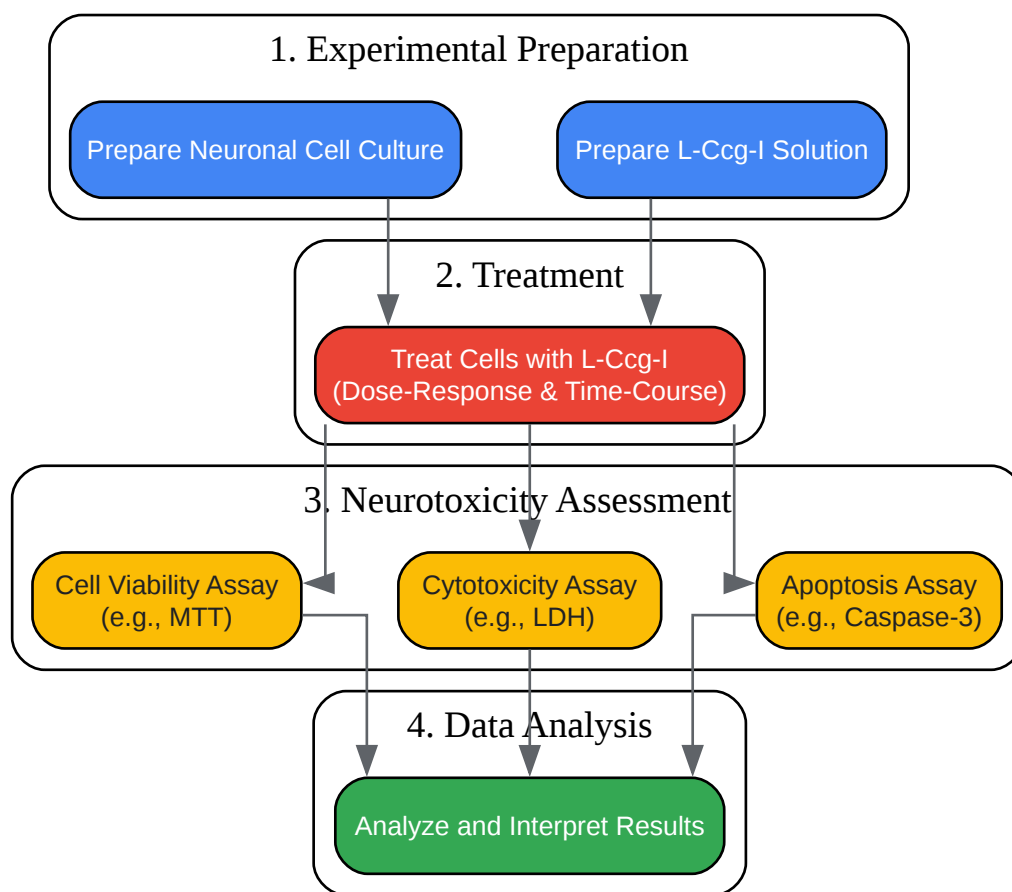 1. Experimental Preparation
Prepare Neuronal Cell Culture
Prepare L-Ccg-I Solution
2. Treatment
Treat Cells with L-Ccg-I
(Dose-Response & Time-Course)
3. Neurotoxicity Assessment
Cell Viability Assay
(e.g., MTT)
Cytotoxicity Assay
(e.g., LDH)
Apoptosis Assay
(e.g., Caspase-3)
4. Data Analysis
Analyze and Interpret Results